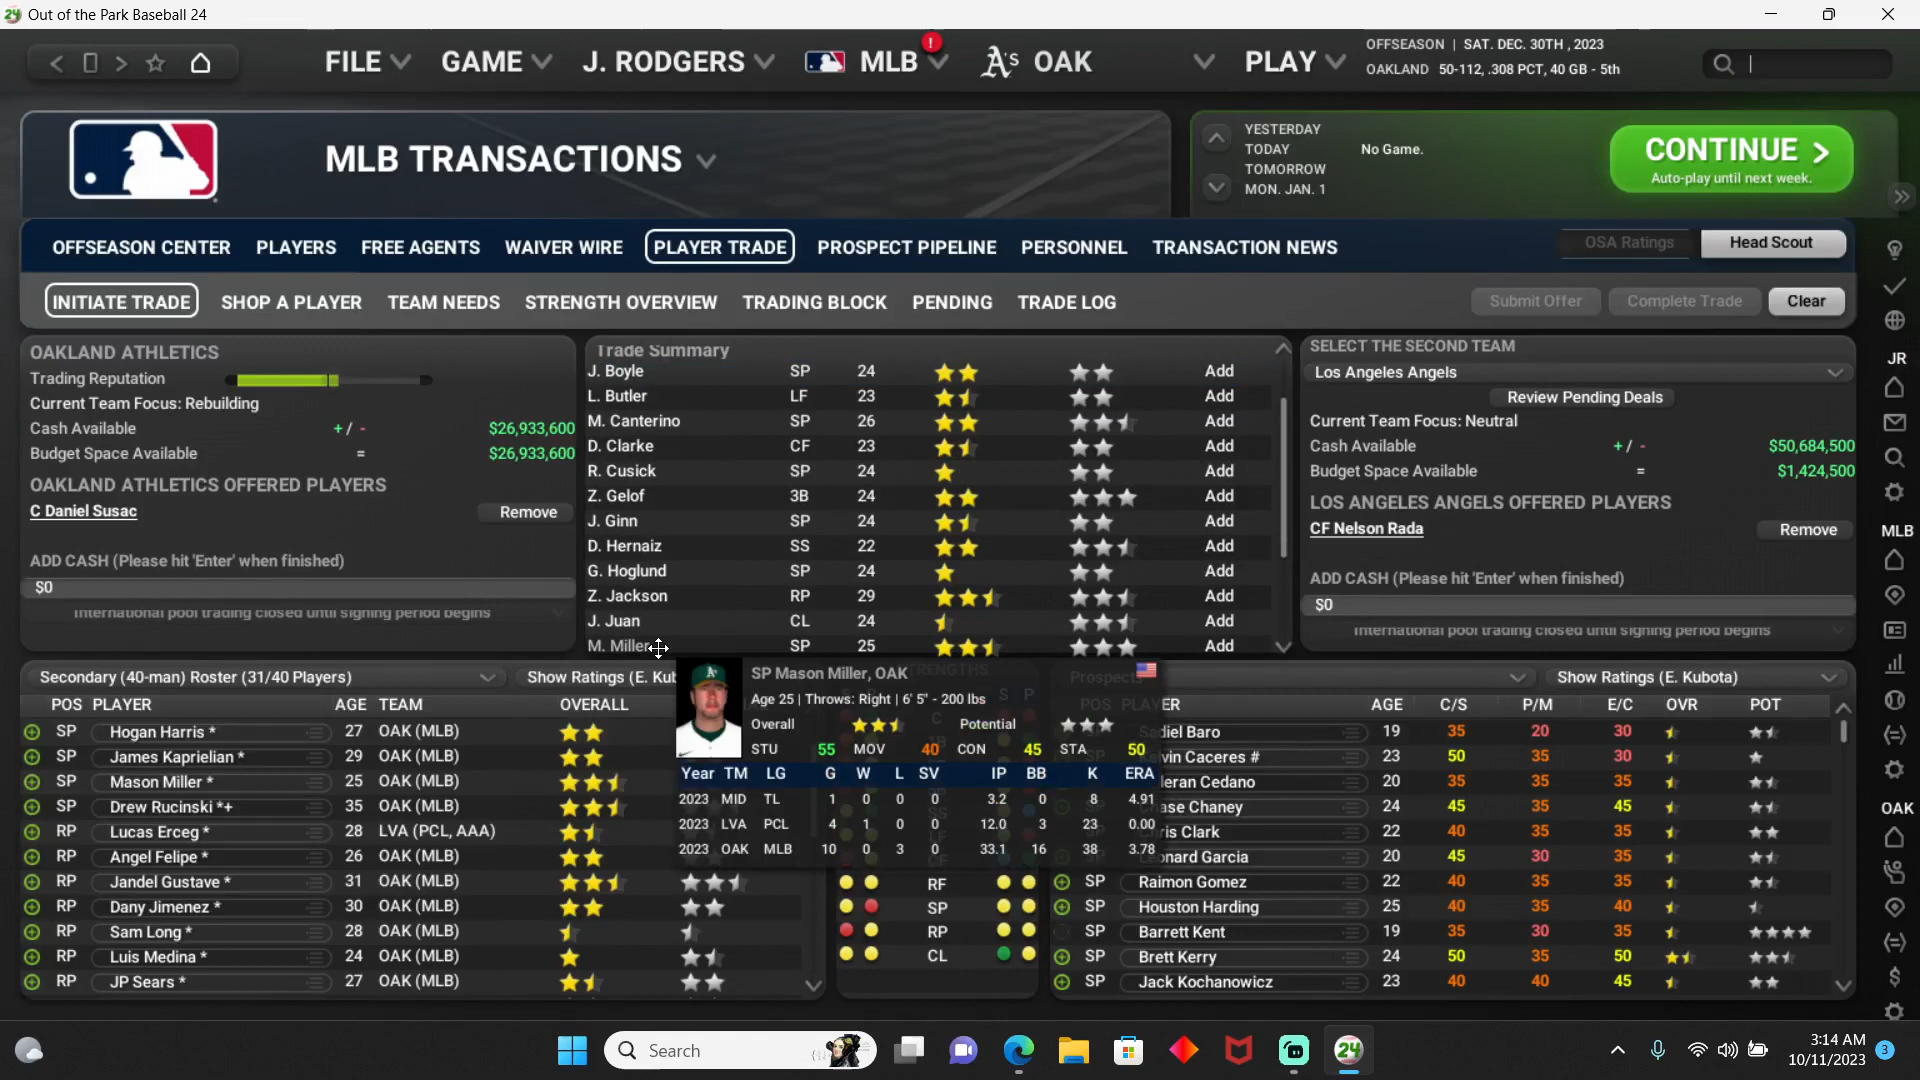 Out of the Park Baseball 24
FILE GAME J. RODGERS MLB ! A's OAK PLAY
OFFSEASON | SAT. DEC. 30TH , 2023
OAKLAND 50-112, .308 PCT, 40 GB - 5th
MLB TRANSACTIONS
YESTERDAY
TODAY No Game.
TOMORROW
MON. JAN. 1
CONTINUE >
Auto-play until next week.
OFFSEASON CENTER PLAYERS FREE AGENTS WAIVER WIRE PLAYER TRADE PROSPECT PIPELINE PERSONNEL TRANSACTION NEWS OSA Ratings Head Scout
INITIATE TRADE SHOP A PLAYER TEAM NEEDS STRENGTH OVERVIEW TRADING BLOCK PENDING TRADE LOG Submit Offer Complete Trade Clear
OAKLAND ATHLETICS
Trading Reputation
Current Team Focus: Rebuilding
Cash Available + / - $26,933,600
Budget Space Available = $26,933,600
OAKLAND ATHLETICS OFFERED PLAYERS
C Daniel Susac Remove
ADD CASH (Please hit 'Enter' when finished)
$0
International pool trading closed until signing period begins
Trade Summary
J. Boyle SP 24 Add
L. Butler LF 23 Add
M. Canterino SP 26 Add
D. Clarke CF 23 Add
R. Cusick SP 24 Add
Z. Gelof 3B 24 Add
J. Ginn SP 24 Add
D. Hernaiz SS 22 Add
G. Hoglund SP 24 Add
Z. Jackson RP 29 Add
J. Juan CL 24 Add
M. Miller SP 25 Add
SELECT THE SECOND TEAM
Los Angeles Angels
Review Pending Deals
Current Team Focus: Neutral
Cash Available + / - $50,684,500
Budget Space Available = $1,424,500
LOS ANGELES ANGELS OFFERED PLAYERS
CF Nelson Rada Remove
ADD CASH (Please hit 'Enter' when finished)
$0
International pool trading closed until signing period begins
JR
MLB
OAK
Secondary (40-man) Roster (31/40 Players) Show Ratings (E. Kub
POS PLAYER AGE TEAM OVERALL
SP Hogan Harris * 27 OAK (MLB)
SP James Kaprielian * 29 OAK (MLB)
SP Mason Miller * 25 OAK (MLB)
SP Drew Rucinski *+ 35 OAK (MLB)
RP Lucas Erceg * 28 LVA (PCL, AAA)
RP Angel Felipe * 26 OAK (MLB)
RP Jandel Gustave * 31 OAK (MLB)
RP Dany Jimenez * 30 OAK (MLB)
RP Sam Long * 28 OAK (MLB)
RP Luis Medina * 24 OAK (MLB)
RP JP Sears * 27 OAK (MLB)
SP Mason Miller, OAK
Age 25 | Throws: Right | 6' 5" - 200 lbs
Overall Potential
STU 55 MOV 40 CON 45 STA 50
Year TM LG G W L SV IP BB K ERA
2023 MID TL 1 0 0 0 3.2 0 8 4.91
2023 LVA PCL 4 1 0 0 12.0 3 23 0.00
2023 OAK MLB 10 0 3 0 33.1 16 38 3.78
RF
SP
RP
CL
Prospects Show Ratings (E. Kubota)
AGE C/S P/M E/C OVR POT
Baro 19 35 20 30
Caceres # 23 50 35 30
Cedano 20 35 35 35
Chaney 24 45 35 45
Chris Clark 22 40 35 35
Leonard Garcia 20 45 30 35
SP Raimon Gomez 22 40 35 35
SP Houston Harding 25 40 35 40
SP Barrett Kent 19 35 30 35
SP Brett Kerry 24 50 35 50
SP Jack Kochanowicz 23 40 40 45
Search
24
3:14 AM
10/11/2023
3